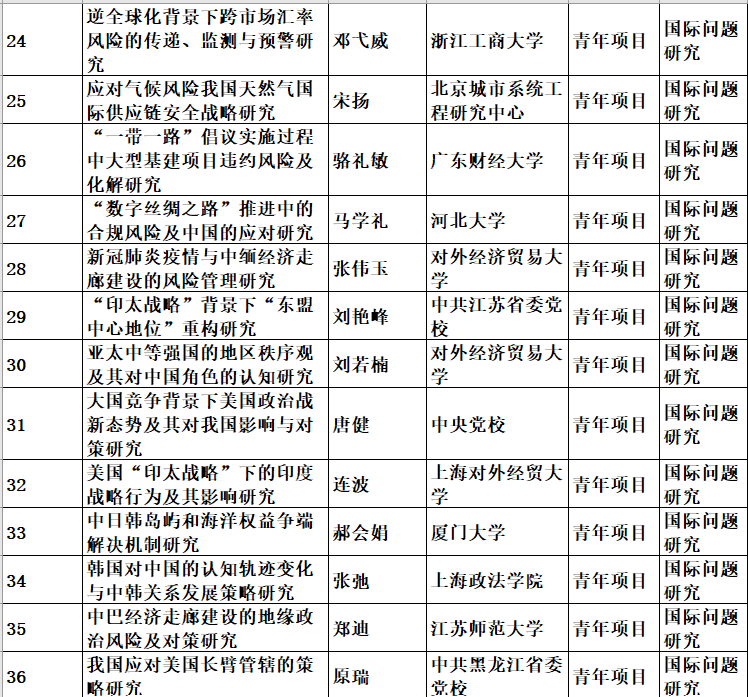 24
逆全球化背景下跨市场汇率
风险的传递、监测与预警研
究
邓弋威
浙江工商大学
青年项目
国际问题
研究
25
应对气候风险我国天然气国
际供应链安全战略研究
宋扬
北京城市系统工
程研究中心
青年项目
国际问题
研究
26
“一带一路”倡议实施过程
中大型基建项目违约风险及
化解研究
骆礼敏
广东财经大学
青年项目
国际问题
研究
27
“数字丝绸之路”推进中的
合规风险及中国的应对研究
马学礼
河北大学
青年项目
国际问题
研究
28
新冠肺炎疫情与中缅经济走
廊建设的风险管理研究
张伟玉
对外经济贸易大
学
青年项目
国际问题
研究
29
“印太战略”背景下“东盟
中心地位”重构研究
刘艳峰
中共江苏省委党
校
青年项目
国际问题
研究
30
亚太中等强国的地区秩序观
及其对中国角色的认知研究
刘若楠
对外经济贸易大
学
青年项目
国际问题
研究
31
大国竞争背景下美国政治战
新态势及其对我国影响与对
策研究
唐健
中央党校
青年项目
国际问题
研究
32
美国“印太战略”下的印度
战略行为及其影响研究
连波
上海对外经贸大
学
青年项目
国际问题
研究
33
中日韩岛屿和海洋权益争端
解决机制研究
郝会娟
厦门大学
青年项目
国际问题
研究
34
韩国对中国的认知轨迹变化
与中韩关系发展策略研究
张弛
上海政法学院
青年项目
国际问题
研究
35
中巴经济走廊建设的地缘政
治风险及对策研究
郑迪
江苏师范大学
青年项目
国际问题
研究
36
我国应对美国长臂管辖的策
略研究
原瑞
中共黑龙江省委
党校
青年项目
国际问题
研究